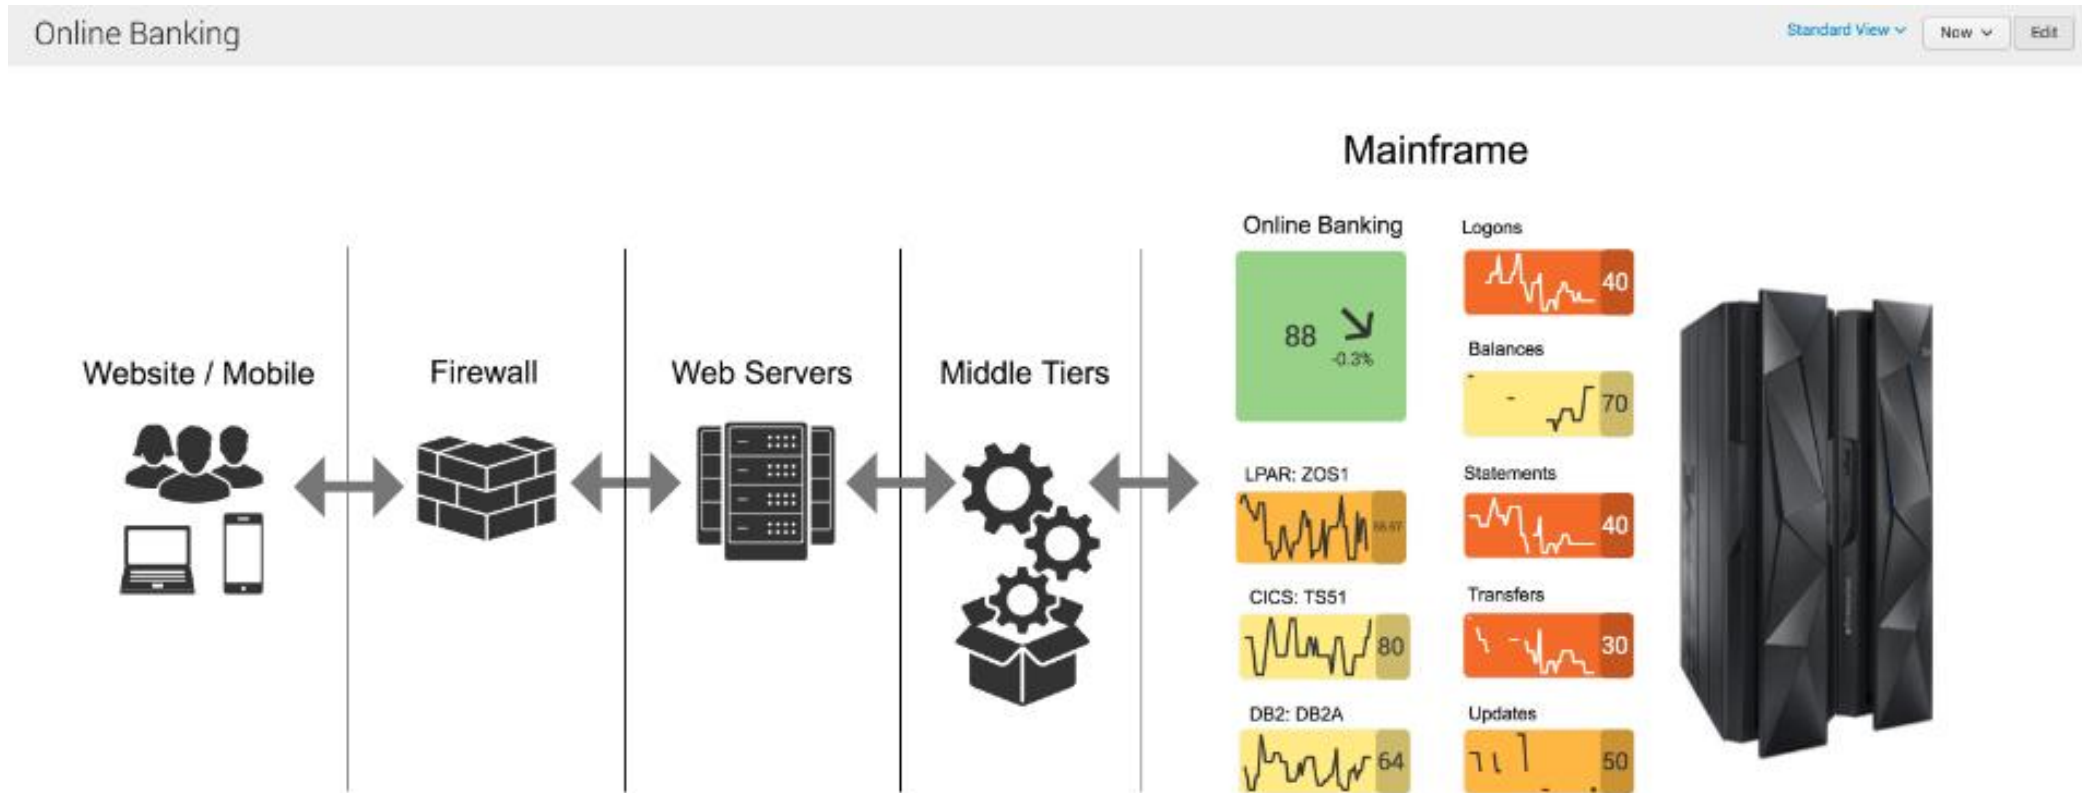 Online Banking
Standard View
Now
Edit
Mainframe
Website / Mobile
Firewall
Web Servers
Middle Tiers
Online Banking
88
-0.3%
LPAR: ZOS1
CICS: TS51
80
DB2: DB2A
64
Logons
40
Balances
70
Statements
40
Transfers
30
Updates
50